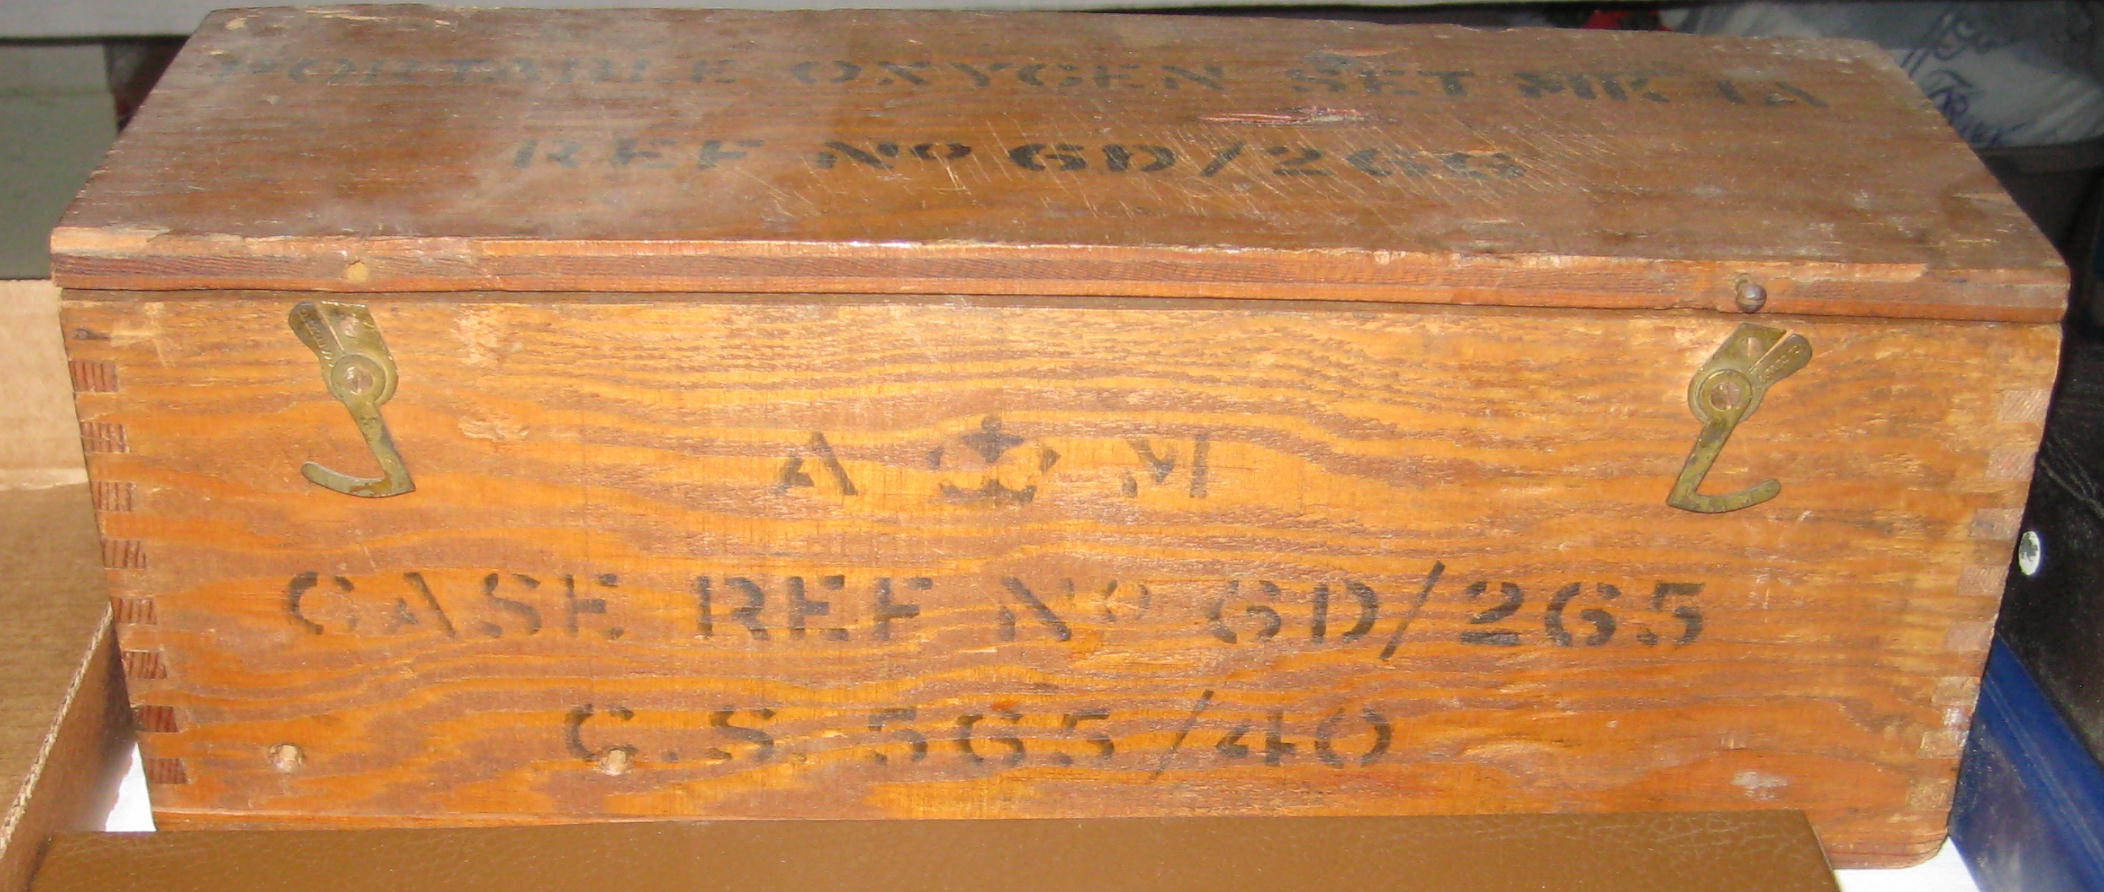 PORTABLE OXYGEN SET MK IA
REF No 6D/266
A M
CASE REF No 6D/265
C.S. 565/40